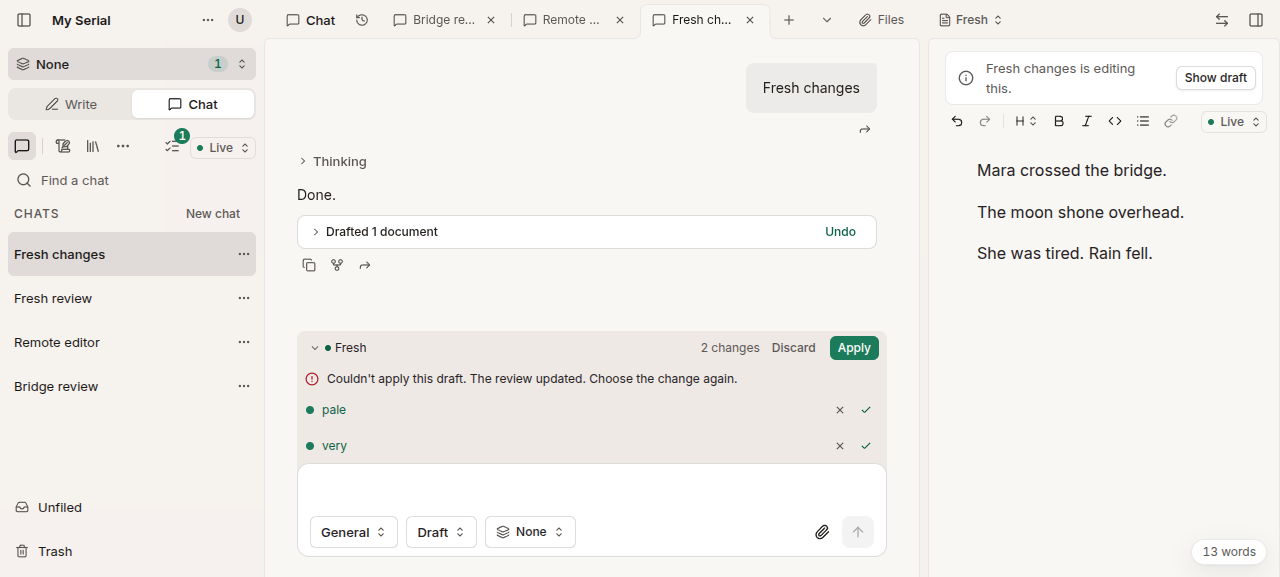 My Serial
U
None
1
Write
Chat
1
Live
Find a chat
CHATS
New chat
Fresh changes
Fresh review
Remote editor
Bridge review
Unfiled
Trash
Chat
Bridge re...
Remote ...
Fresh ch...
Files
Fresh changes
Thinking
Done.
Drafted 1 document
Undo
Fresh
2 changes
Discard
Apply
Couldn't apply this draft. The review updated. Choose the change again.
pale
very
General
Draft
None
Fresh
Fresh changes is editing
this.
Show draft
H
B
I
Live
Mara crossed the bridge.
The moon shone overhead.
She was tired. Rain fell.
13 words